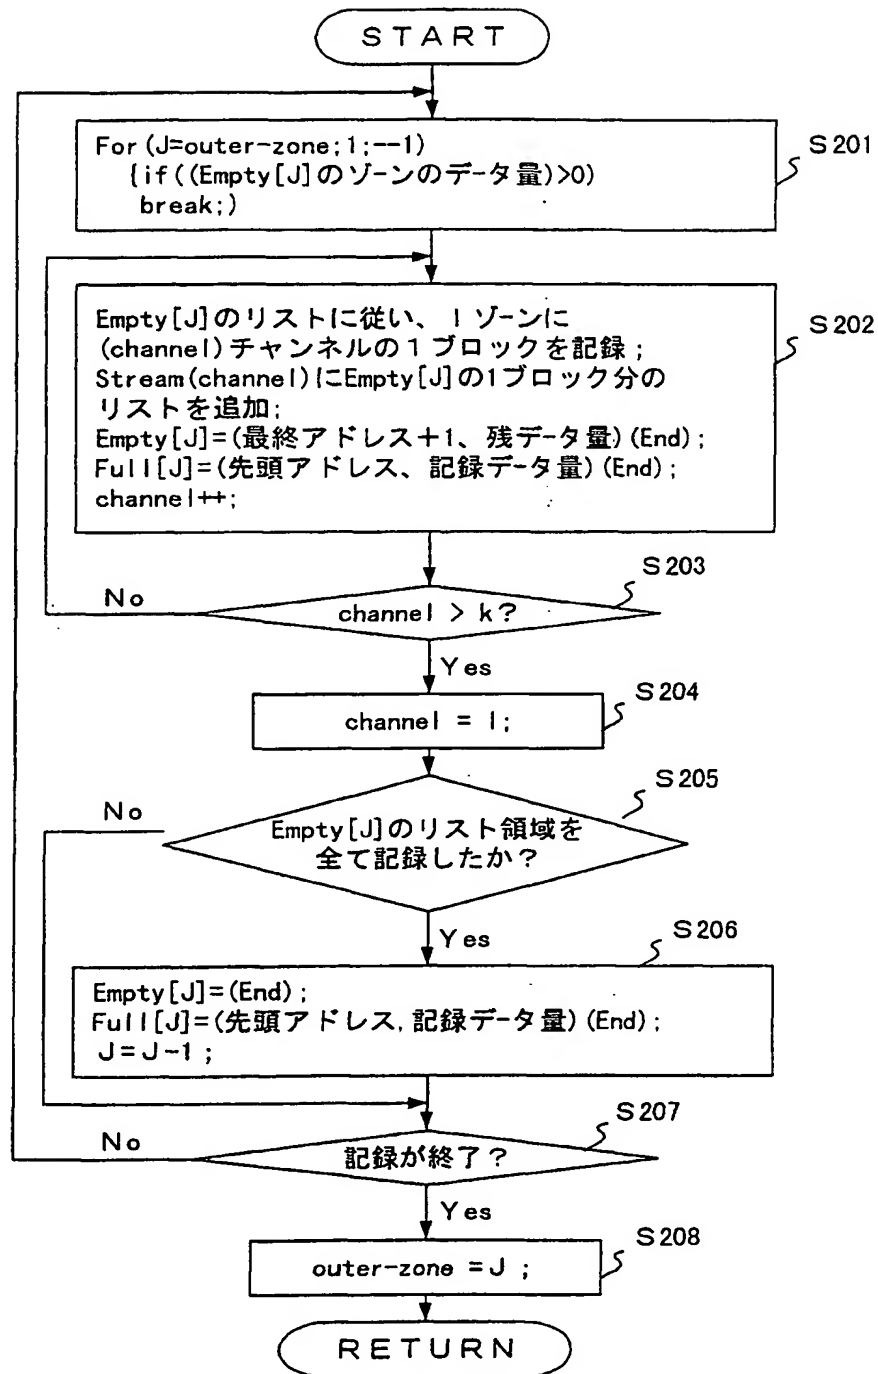 START
For(J=outer-zone;1;--1)
{if((Empty[J]のゾーンのデータ量)>0)
break;)
S201
Empty[J]のリストに従い、Iゾーンに
(channel)チャンネルの1ブロックを記録;
Stream(channel){にEmpty[J]の1ブロック分の
リストを追加;
Empty[J]=(最終アドレス+1、残データ量)(End);
Full[J]=(先頭アドレス、記録データ量)(End);
channel++;
S202
channel > k?
S203
No
Yes
channel = 1;
S204
Empty[J]のリスト領域を
全て記録したか?
S205
No
Yes
Empty[J]=(End);
Full[J]=(先頭アドレス,記録データ量)(End);
J=J-1;
S206
記録が終了?
S207
No
Yes
outer-zone =J ;
S208
RETURN